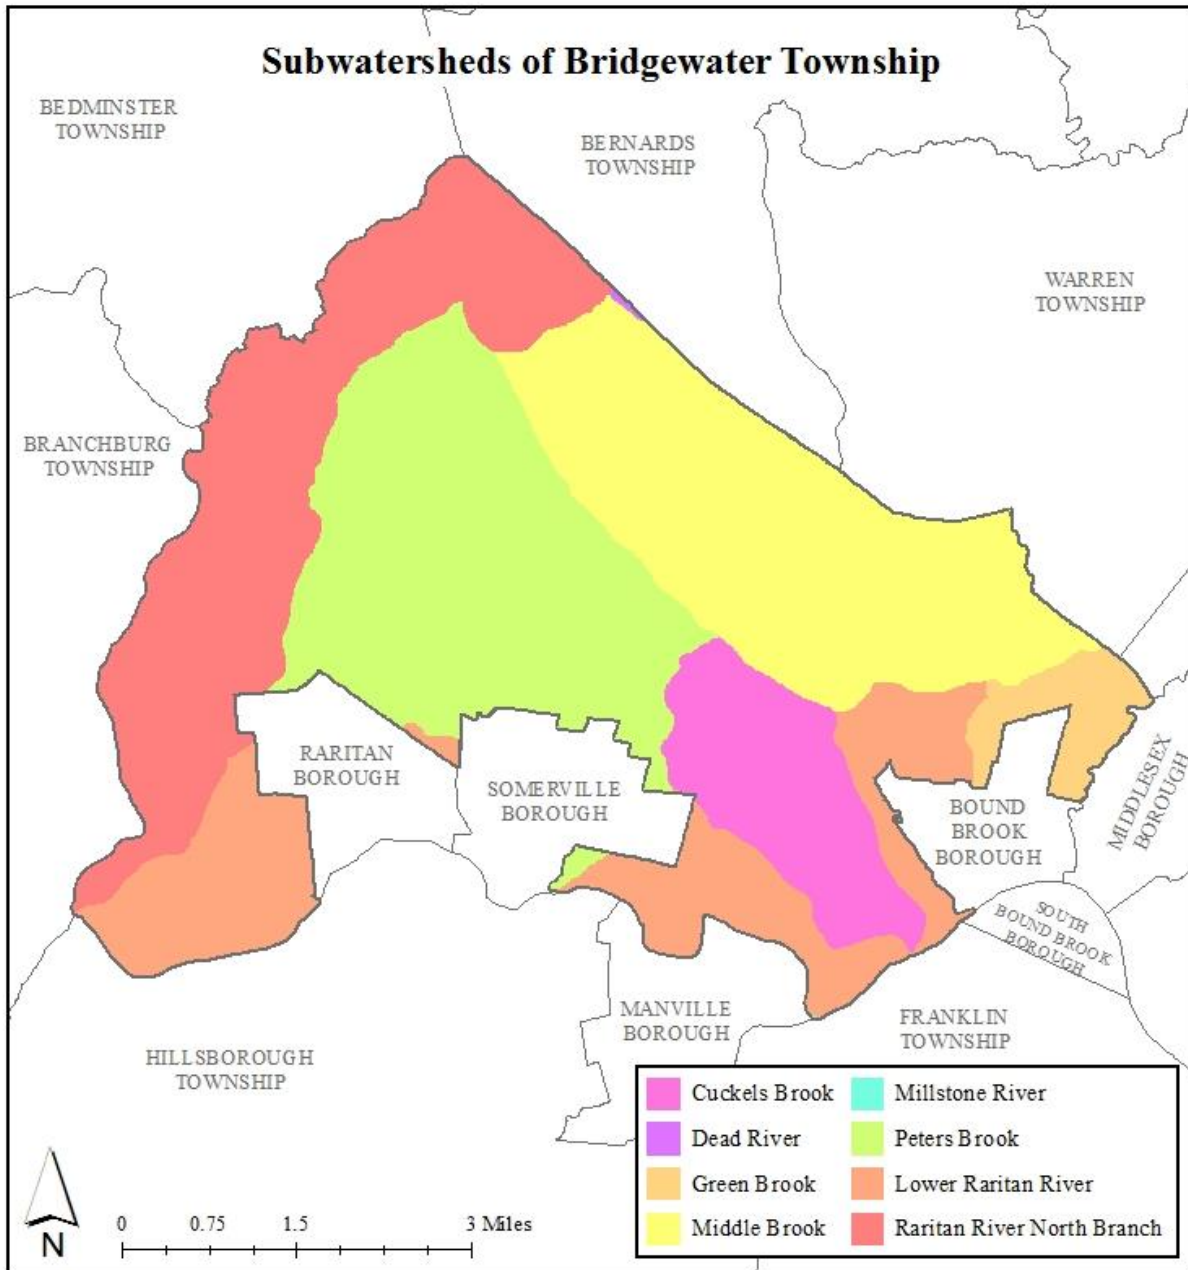 Subwatersheds of Bridgewater Township
BEDMINSTER
TOWNSHIP
BERNARDS
TOWNSHIP
WARREN
TOWNSHIP
BRANCHBURG
TOWNSHIP
RARITAN
BOROUGH
SOMERVILLE
BOROUGH
BOUND
BROOK
BOROUGH
MIDDLESEX
BOROUGH
SOUTH
BOUND BROOK
BOROUGH
MANVILLE
BOROUGH
FRANKLIN
TOWNSHIP
HILLSBOROUGH
TOWNSHIP
Cuckels Brook
Dead River
Green Brook
Middle Brook
Millstone River
Peters Brook
Lower Raritan River
Raritan River North Branch
N
0 0.75 1.5 3 Miles